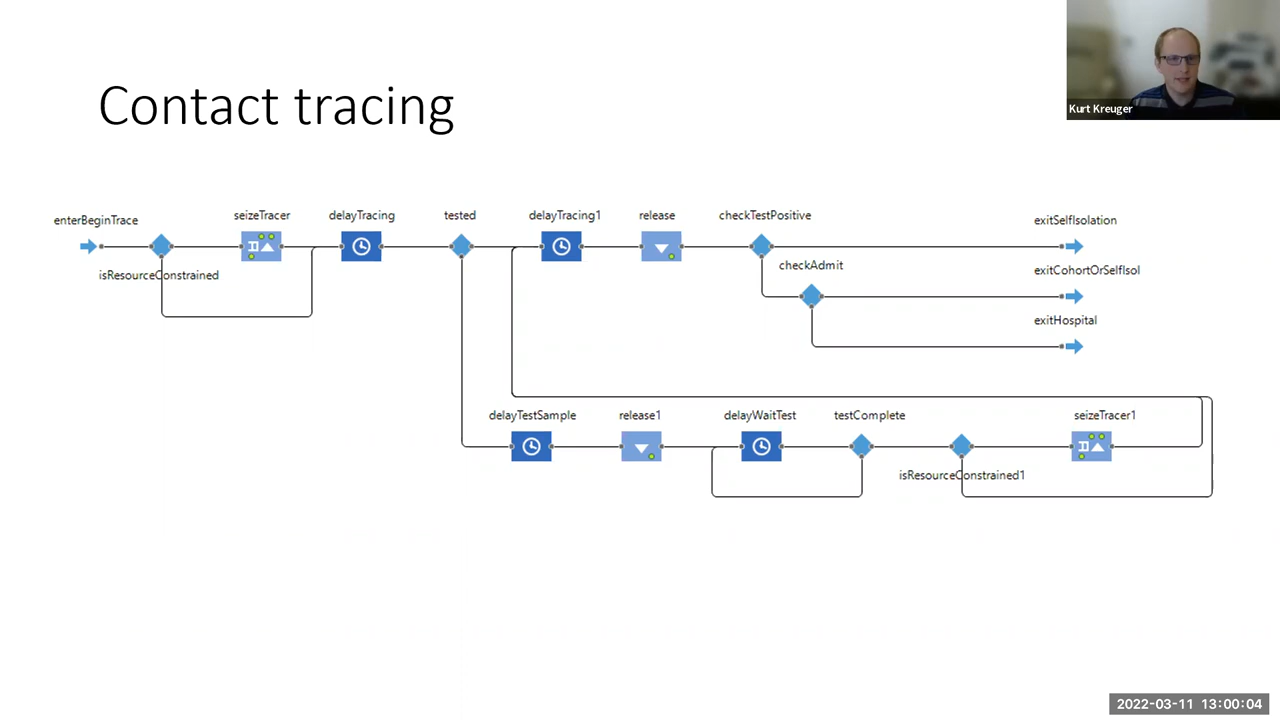 Kurt Kreuger
Contact tracing
enterBeginTrace
seizeTracer
delayTracing
tested
delayTracing1
release
checkTestPositive
exitSelfIsolation
isResourceConstrained
checkAdmit
exitCohortOrSelfIsol
exitHospital
delayTestSample
release1
delayWaitTest
testComplete
seizeTracer1
isResourceConstrained1
2022-03-11 13:00:04